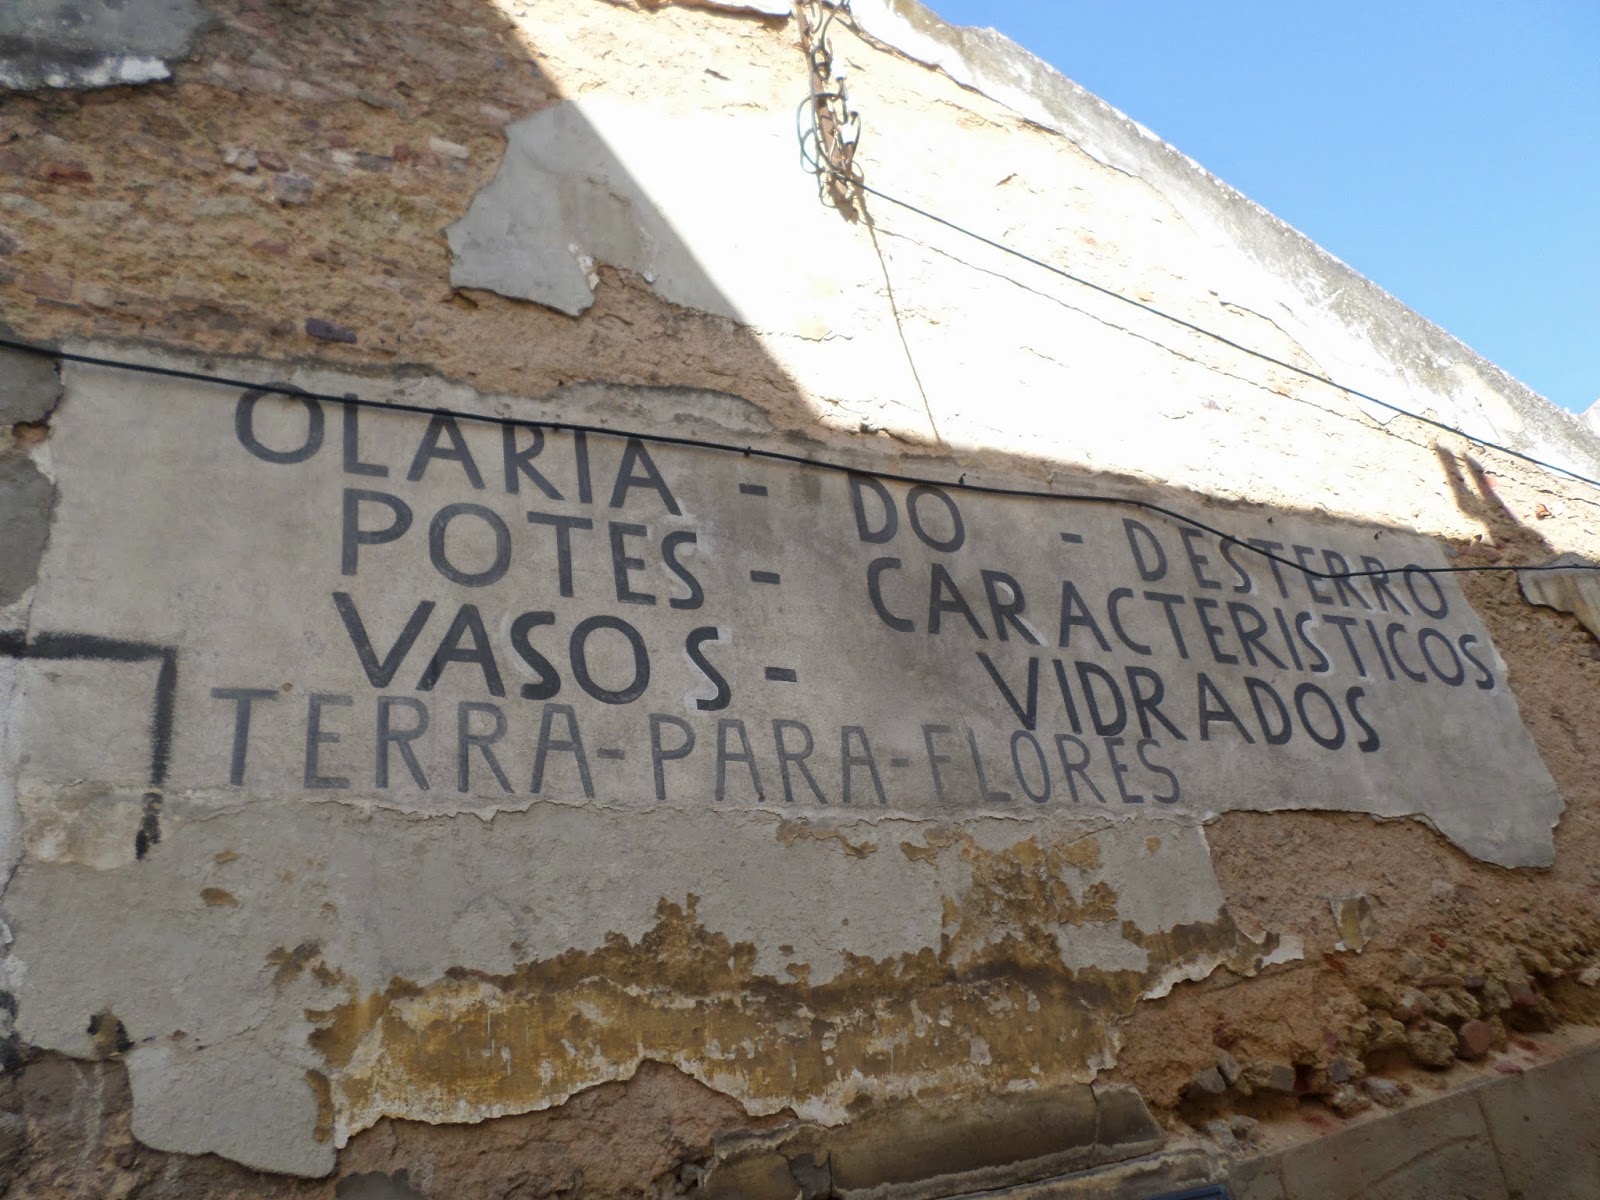 OLARIA - DO - DESTERRO
POTES - CARACTERISTICOS
VASOS - VIDRADOS
TERRA-PARA-FLORES